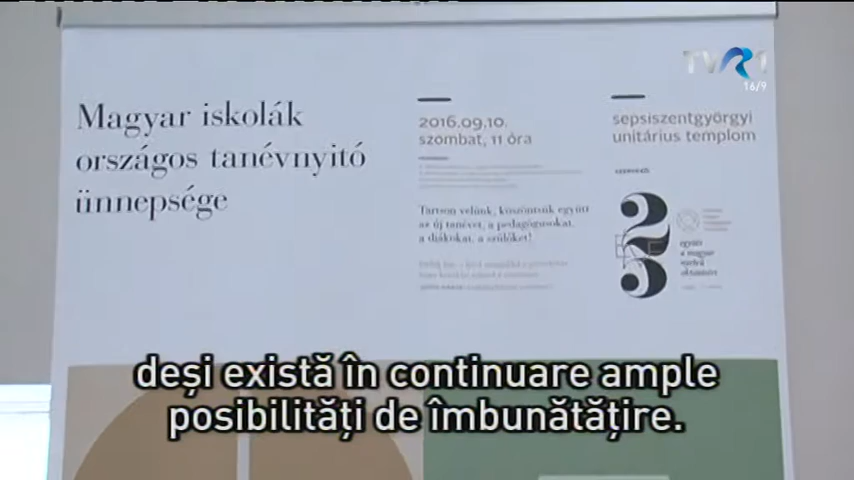 TVR1
16/9
Magyar iskolák
országos tanévnyitó
ünnepsége
2016.09.10.
szombat, 11 óra
sepsiszentgyörgyi
unitárius templom
Tartson velünk, köszöntsük együtt
az új tanévet, a pedagógusokat,
a diákokat, a szülőket!
25
együtt
a magyar
deși există în continuare ample
posibilități de îmbunătățire.